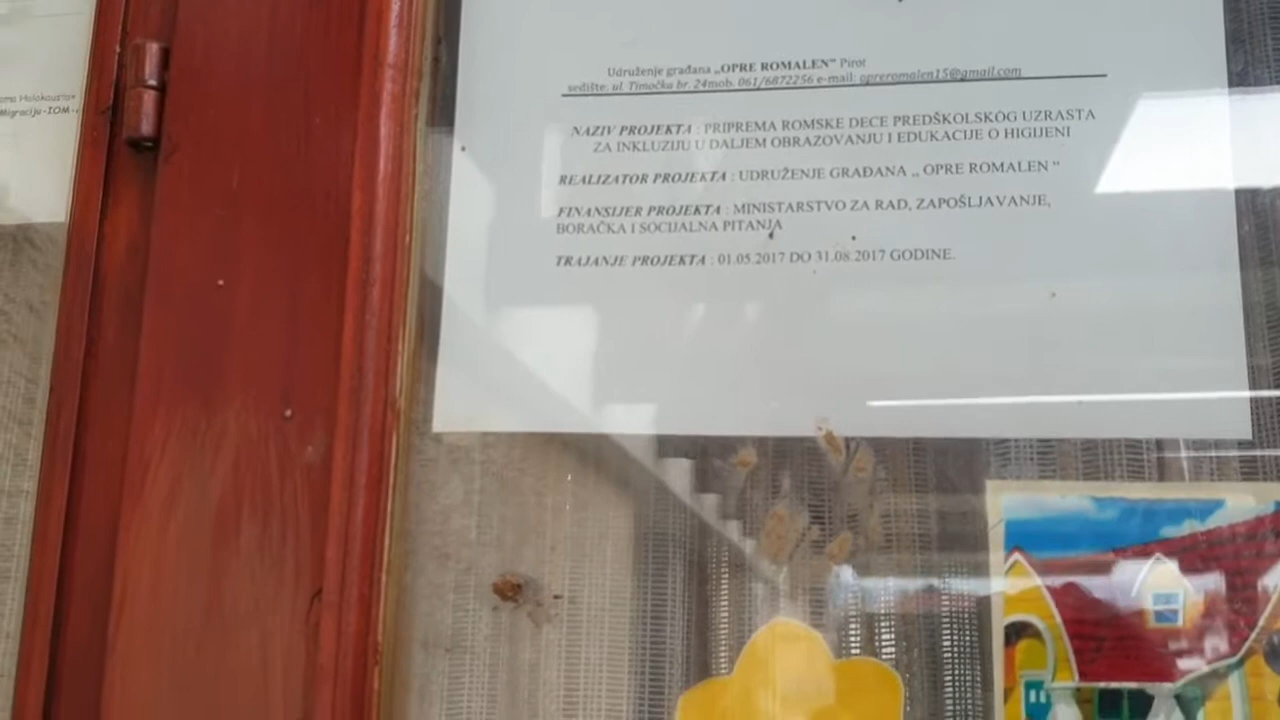 Udruženje građana „OPRE ROMALEN” Pirot
sedište: ul. Timočka br. 24mob. 061/6872256 e-mail: opreromalen15@gmail.com
NAZIV PROJEKTA : PRIPREMA ROMSKE DECE PREDŠKOLSKOG UZRASTA
ZA INKLUZIJU U DALJEM OBRAZOVANJU I EDUKACIJE O HIGIJENI
REALIZATOR PROJEKTA : UDRUŽENJE GRAĐANA „ OPRE ROMALEN “
FINANSIJER PROJEKTA : MINISTARSTVO ZA RAD, ZAPOŠLJAVANJE,
BORAČKA I SOCIJALNA PITANJA
TRAJANJE PROJEKTA : 01.05.2017 DO 31.08.2017 GODINE.
Holokausta"
Migraciju-IOM-